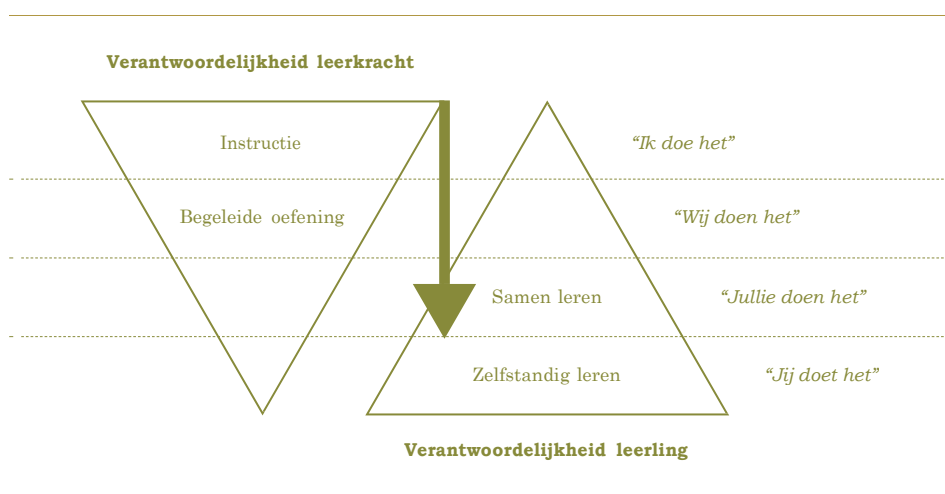 Verantwoordelijkheid leerkracht
Instructie
“Ik doe het”
Begeleide oefening
“Wij doen het”
Samen leren
“Jullie doen het”
Zelfstandig leren
“Jij doet het”
Verantwoordelijkheid leerling